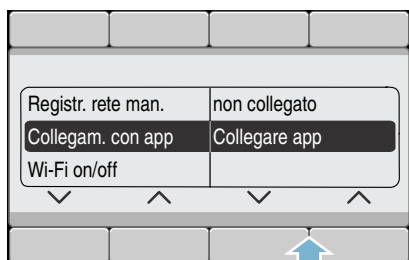 Registr. rete man. non collegato
Collegam. con app Collegare app
Wi-Fi on/off